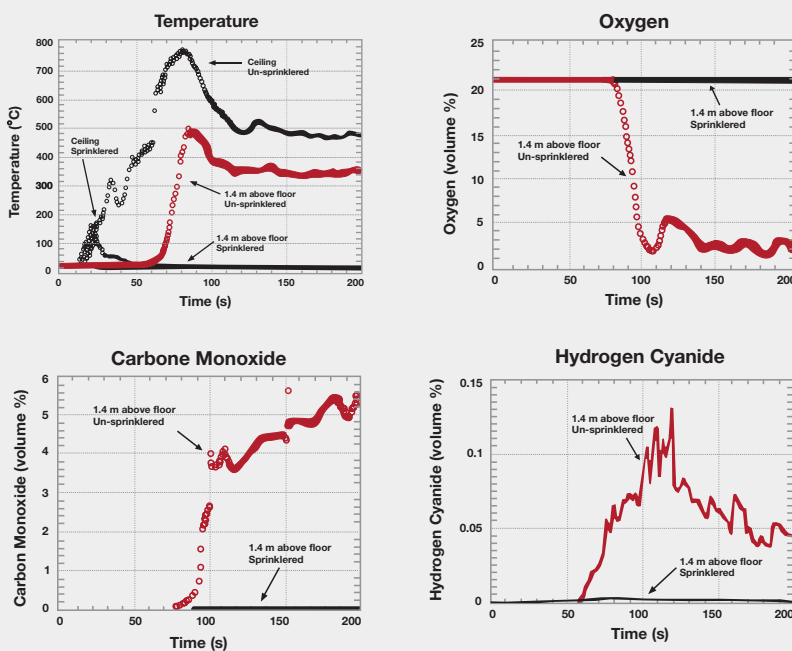 Temperature
800
700
600
500
400
300
200
100
0
Temperature (°C)
Ceiling
Un-sprinklered
Ceiling
Sprinklered
1.4 m above floor
Un-sprinklered
1.4 m above floor
Sprinklered
0 50 100 150 200
Time (s)
Oxygen
25
20
15
10
5
0
Oxygen (volume %)
1.4 m above floor
Sprinklered
1.4 m above floor
Un-sprinklered
0 50 100 150 200
Time (s)
Carbone Monoxide
6
5
4
3
2
1
0
Carbon Monoxide (volume %)
1.4 m above floor
Un-sprinklered
1.4 m above floor
Sprinklered
0 50 100 150 200
Time (s)
Hydrogen Cyanide
0.15
0.1
0.05
0
Hydrogen Cyanide (volume %)
1.4 m above floor
Un-sprinklered
1.4 m above floor
Sprinklered
0 50 100 150 200
Time (s)